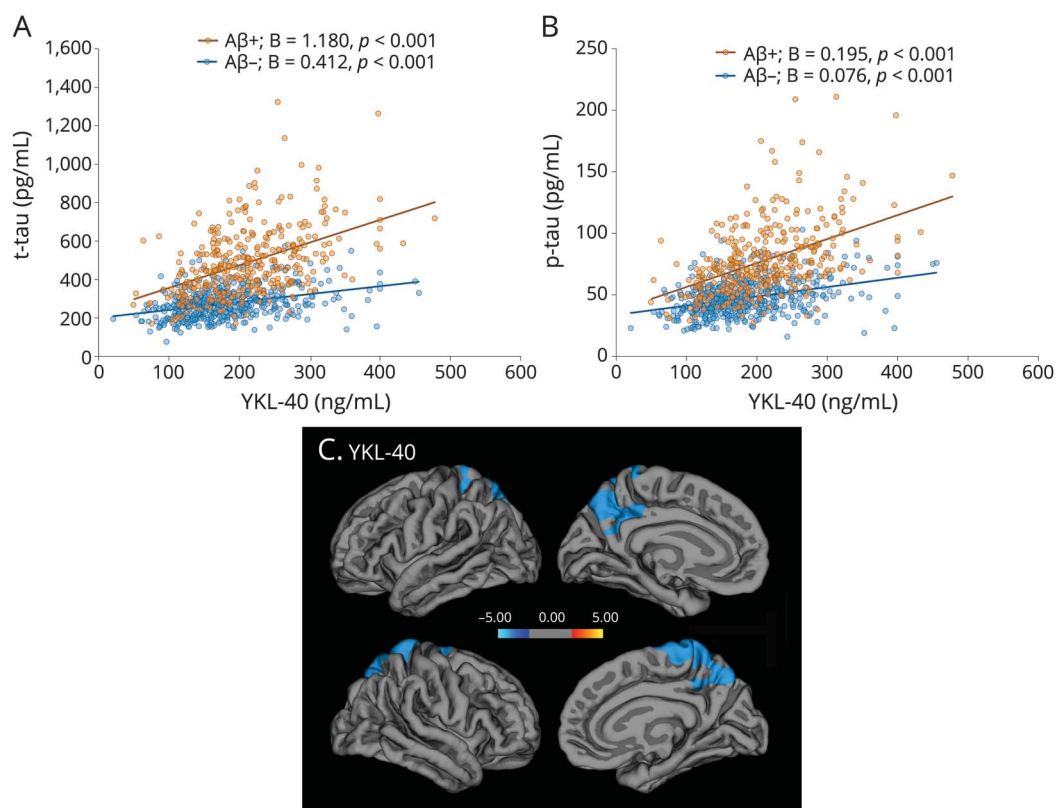 A
Aβ+; B = 1.180, p < 0.001
Aβ–; B = 0.412, p < 0.001
1,600
1,400
1,200
1,000
800
600
400
200
0
t-tau (pg/mL)
0 100 200 300 400 500 600
YKL-40 (ng/mL)
B
Aβ+; B = 0.195, p < 0.001
Aβ–; B = 0.076, p < 0.001
250
200
150
100
50
0
p-tau (pg/mL)
0 100 200 300 400 500 600
YKL-40 (ng/mL)
C. YKL-40
–5.00 0.00 5.00